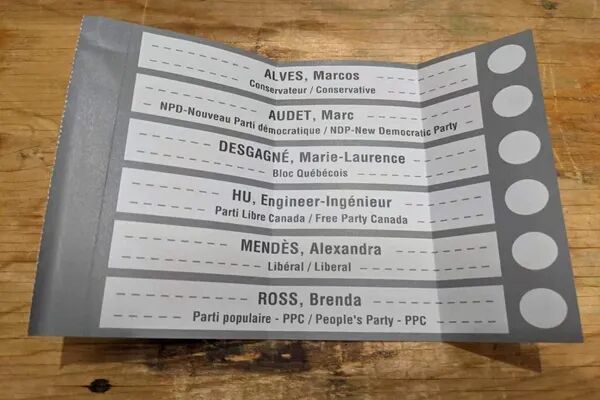 ALVES, Marcos
Conservateur / Conservative
AUDET, Marc
NPD-Nouveau Parti démocratique / NDP-New Democratic Party
DESGAGNÉ, Marie-Laurence
Bloc Québécois
HU, Engineer-Ingénieur
Parti Libre Canada / Free Party Canada
MENDÈS, Alexandra
Libéral / Liberal
ROSS, Brenda
Parti populaire - PPC / People's Party - PPC